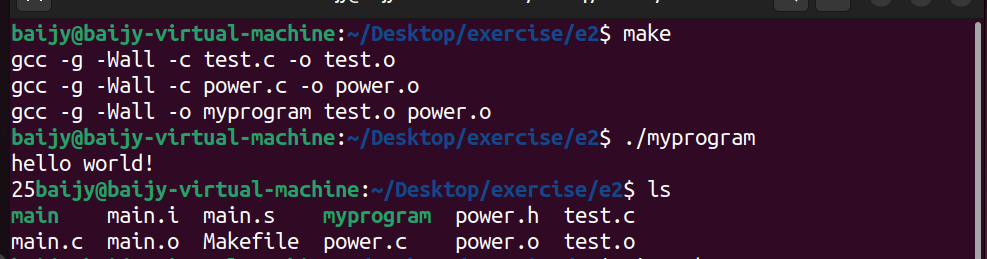 baijy@baijy-virtual-machine:~/Desktop/exercise/e2$ make
gcc -g -Wall -c test.c -o test.o
gcc -g -Wall -c power.c -o power.o
gcc -g -Wall -o myprogram test.o power.o
baijy@baijy-virtual-machine:~/Desktop/exercise/e2$ ./myprogram
hello world!
25baijy@baijy-virtual-machine:~/Desktop/exercise/e2$ ls
main    main.i  main.s    myprogram  power.h  test.c
main.c  main.o  Makefile  power.c    power.o  test.o